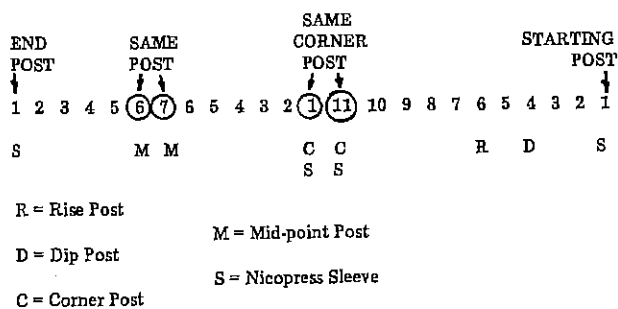 SAME
END SAME CORNER STARTING
POST POST POST POST
1 2 3 4 5 6 7 6 5 4 3 2 1 11 10 9 8 7 6 5 4 3 2 1
S M M C C R D S
S S
R = Rise Post
M = Mid-point Post
D = Dip Post
S = Nicopress Sleeve
C = Corner Post